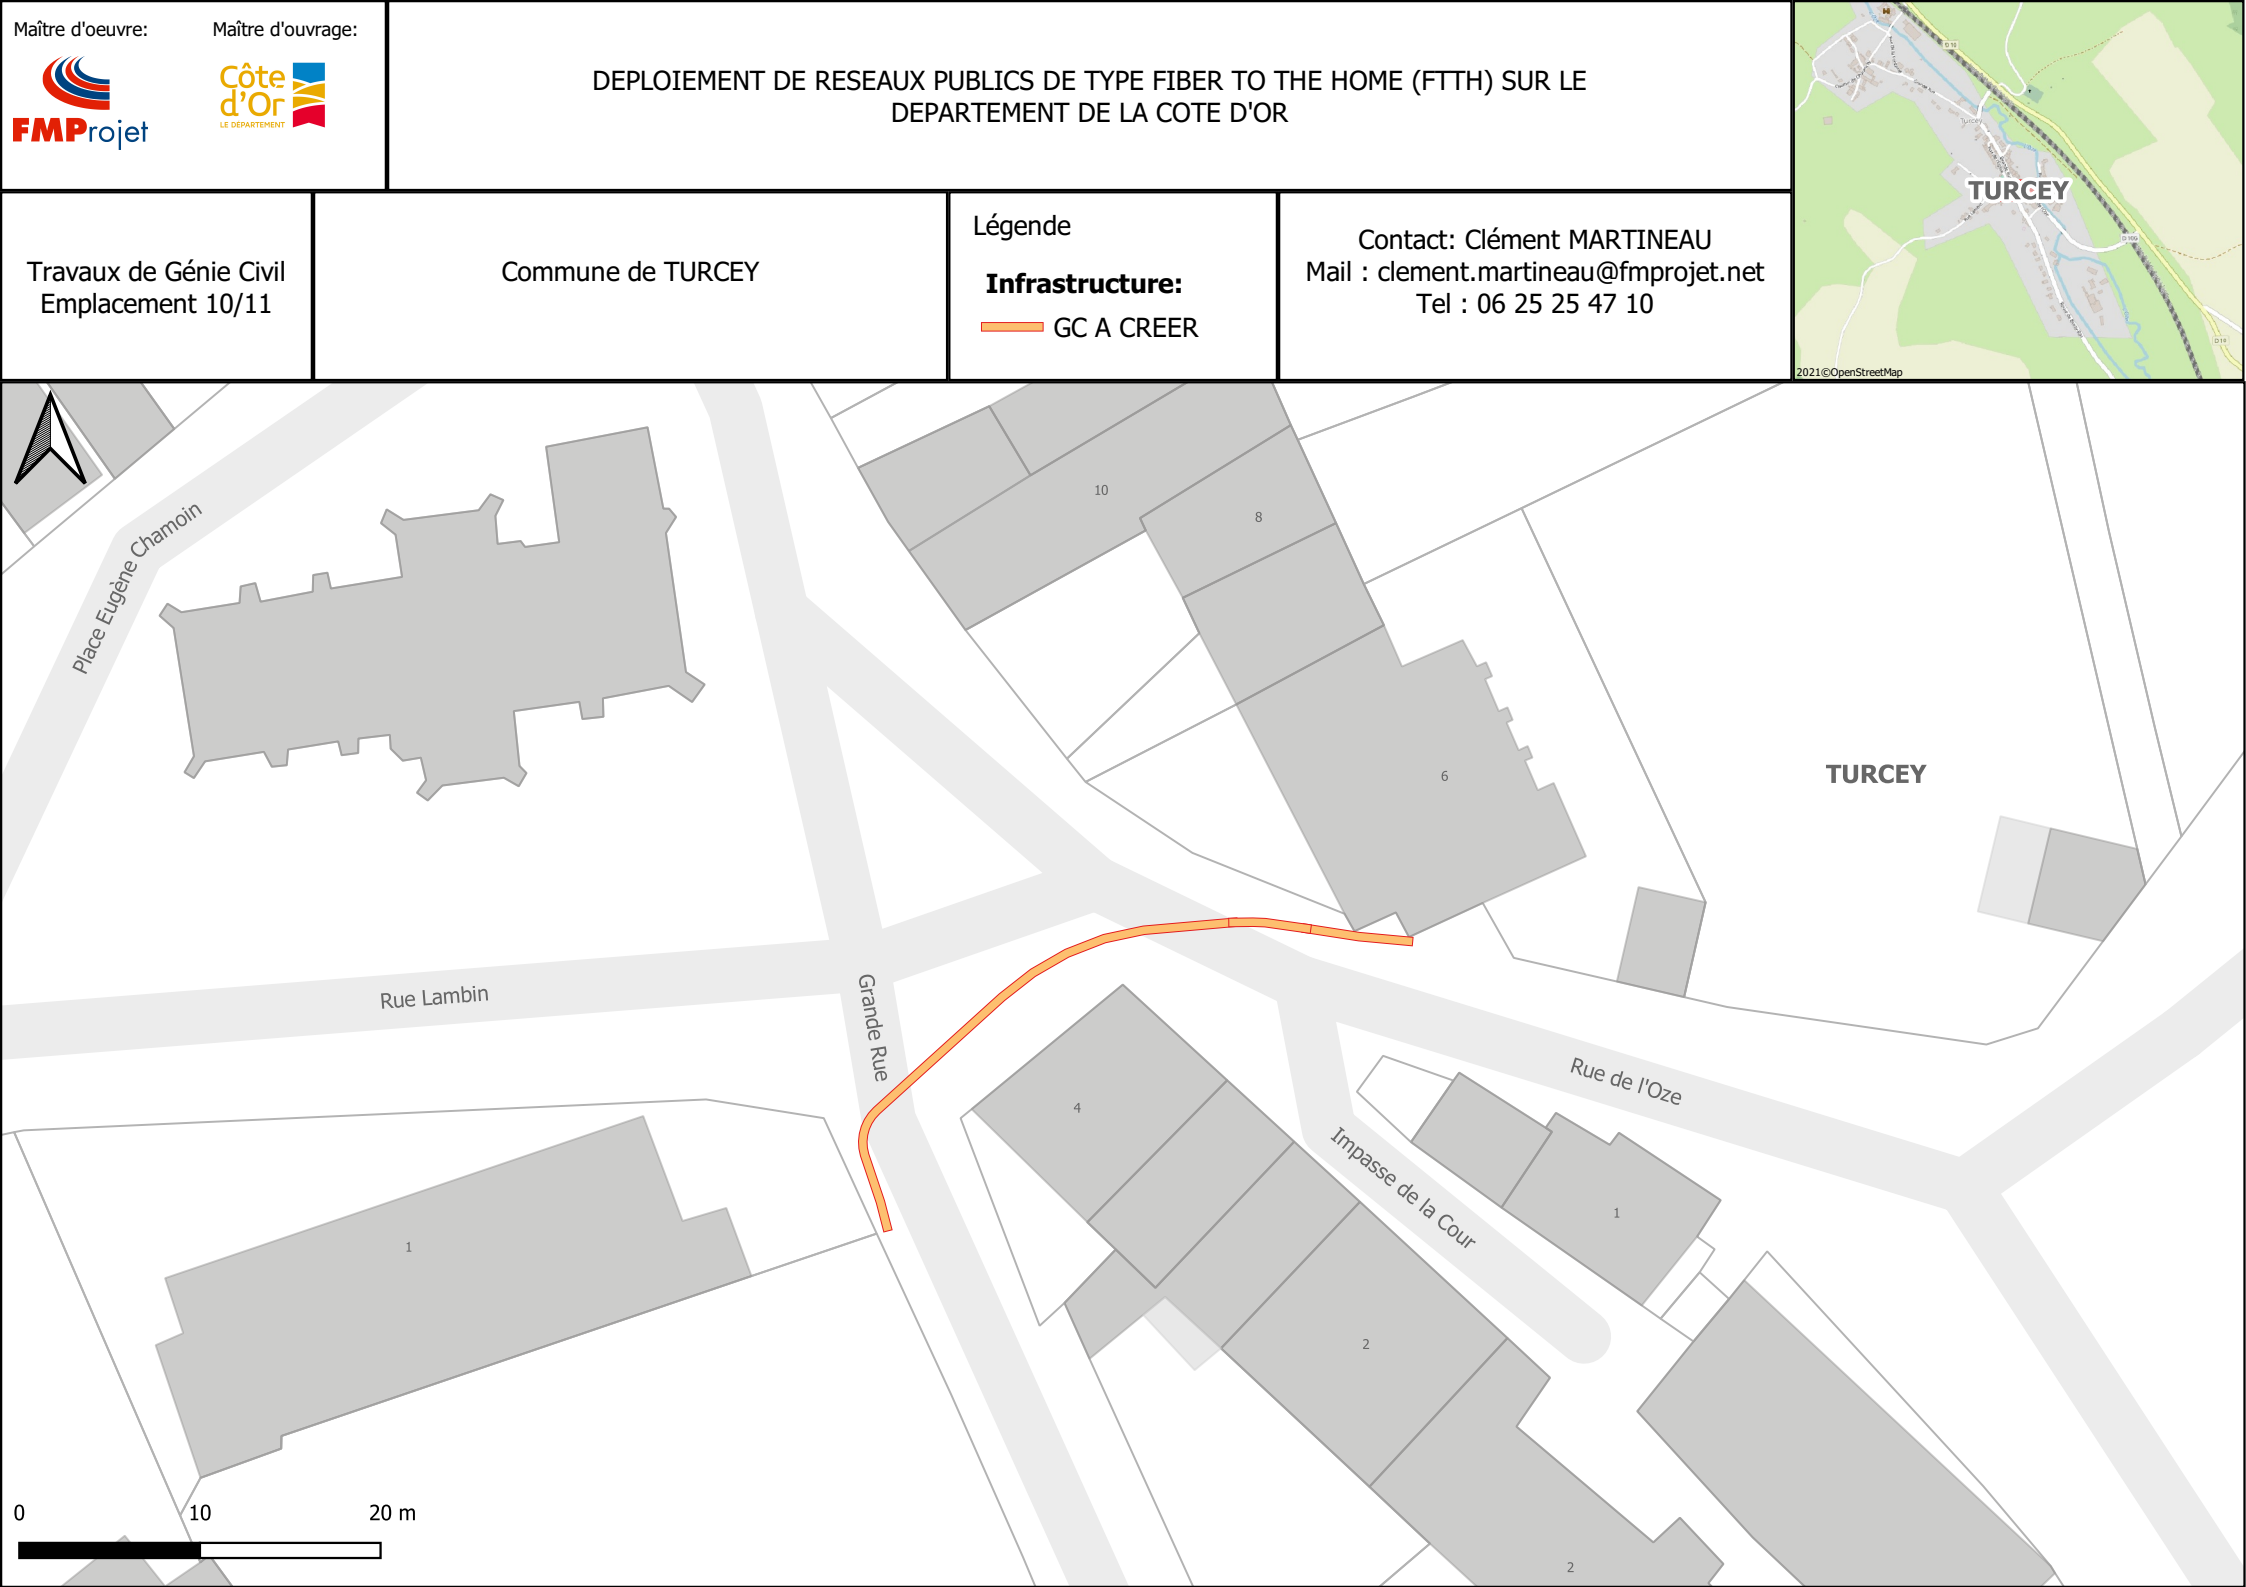 Maître d'oeuvre:
Maître d'ouvrage:
FMProjet
Côte
d'Or
LE DÉPARTEMENT
DEPLOIEMENT DE RESEAUX PUBLICS DE TYPE FIBER TO THE HOME (FTTH) SUR LE
DEPARTEMENT DE LA COTE D'OR
Travaux de Génie Civil
Emplacement 10/11
Commune de TURCEY
Légende
Infrastructure:
GC A CREER
Contact: Clément MARTINEAU
Mail : clement.martineau@fmprojet.net
Tel : 06 25 25 47 10
D 10
Turcey
TURCEY
D 10G
2021©OpenStreetMap
Place Eugène Chamoin
10
8
6
TURCEY
Rue Lambin
Grande Rue
Rue de l'Oze
4
Impasse de la Cour
1
1
2
2
0 10 20 m